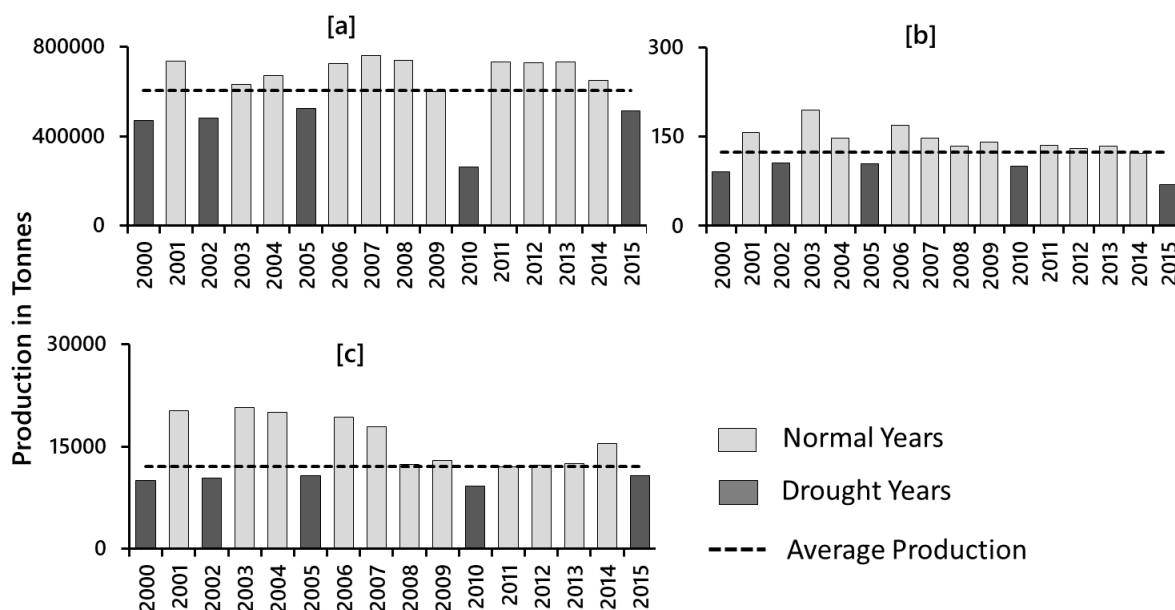 Production in Tonnes
[a]
800000
400000
0
2000 2001 2002 2003 2004 2005 2006 2007 2008 2009 2010 2011 2012 2013 2014 2015
[b]
300
150
0
2000 2001 2002 2003 2004 2005 2006 2007 2008 2009 2010 2011 2012 2013 2014 2015
[c]
30000
15000
0
2000 2001 2002 2003 2004 2005 2006 2007 2008 2009 2010 2011 2012 2013 2014 2015
Normal Years
Drought Years
Average Production